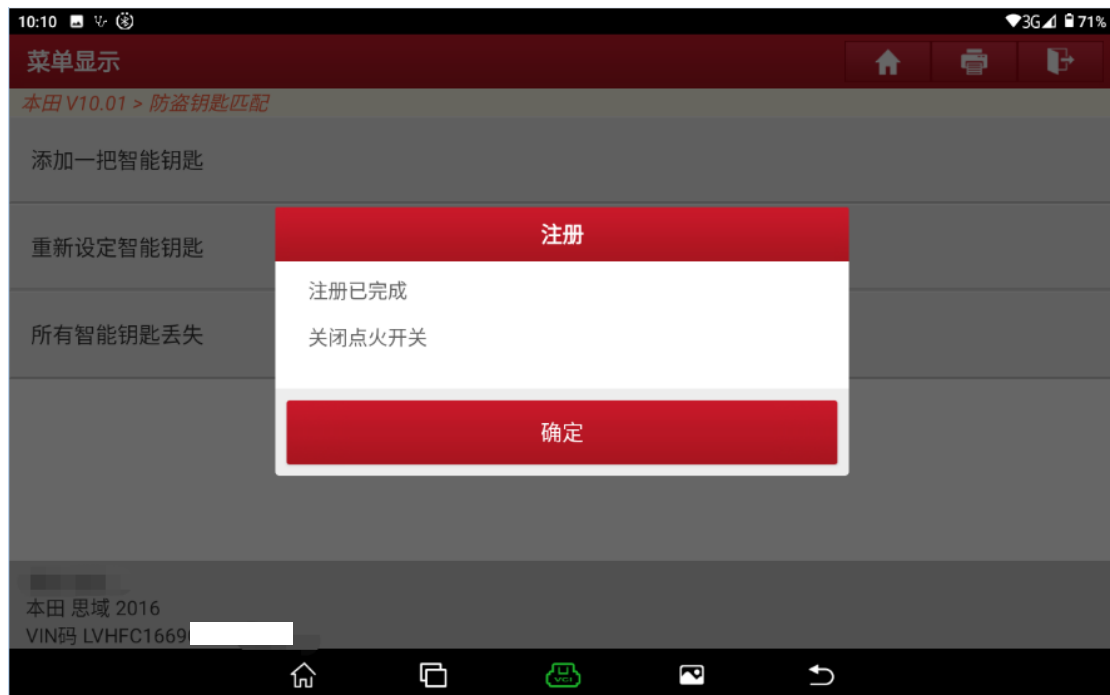 10:10
3G 71%
菜单显示
本田 V10.01 > 防盗钥匙匹配
添加一把智能钥匙
重新设定智能钥匙
所有智能钥匙丢失
注册
注册已完成
关闭点火开关
确定
本田 思域 2016
VIN码 LVHFC1669
VCI